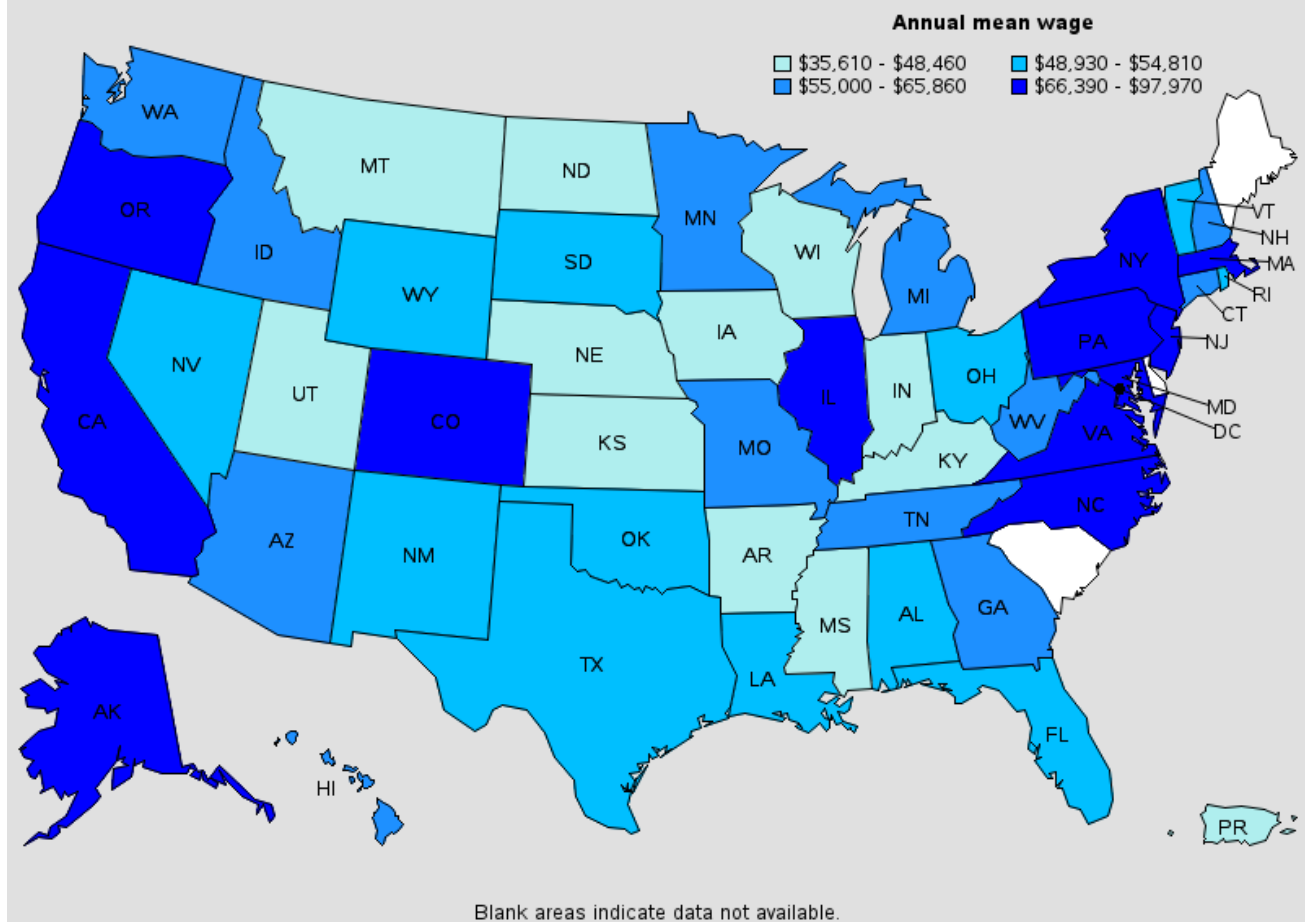 Annual mean wage
$35,610 - $48,460 $48,930 - $54,810
$55,000 - $65,860 $66,390 - $97,970
WA
MT
ND
MN
OR
ID
WY
SD
WI
MI
NY
VT
NH
MA
RI
CT
NJ
PA
NV
UT
CO
NE
IA
IL
IN
OH
WV
MD
DC
VA
CA
KS
MO
KY
NC
AZ
NM
OK
AR
TN
MS
AL
GA
TX
LA
FL
AK
HI
PR
Blank areas indicate data not available.